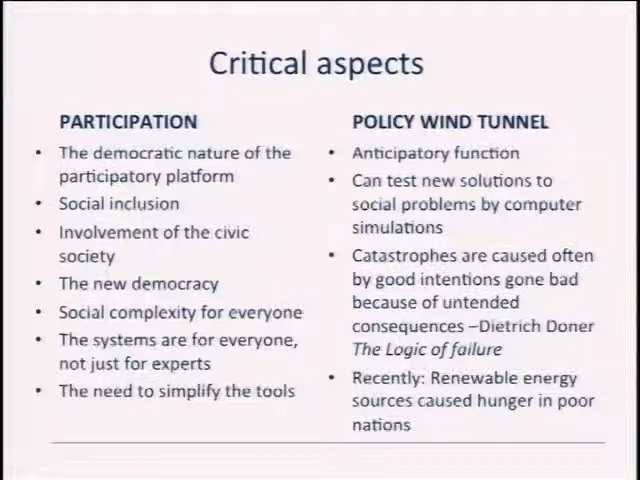 Critical aspects
PARTICIPATION
• The democratic nature of the
participatory platform
• Social inclusion
• Involvement of the civic
society
• The new democracy
• Social complexity for everyone
• The systems are for everyone,
not just for experts
• The need to simplify the tools
POLICY WIND TUNNEL
• Anticipatory function
• Can test new solutions to
social problems by computer
simulations
• Catastrophes are caused often
by good intentions gone bad
because of untended
consequences –Dietrich Doner
The Logic of failure
• Recently: Renewable energy
sources caused hunger in poor
nations